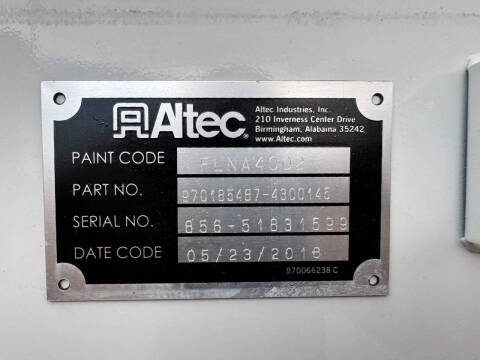 Altec
Altec Industries, Inc.
210 Inverness Center Drive
Birmingham, Alabama 35242
www.Altec.com
PAINT CODE
PART NO. 970185487-4300145
SERIAL NO. 856-51831599
DATE CODE 05/23/2018
970066238 C